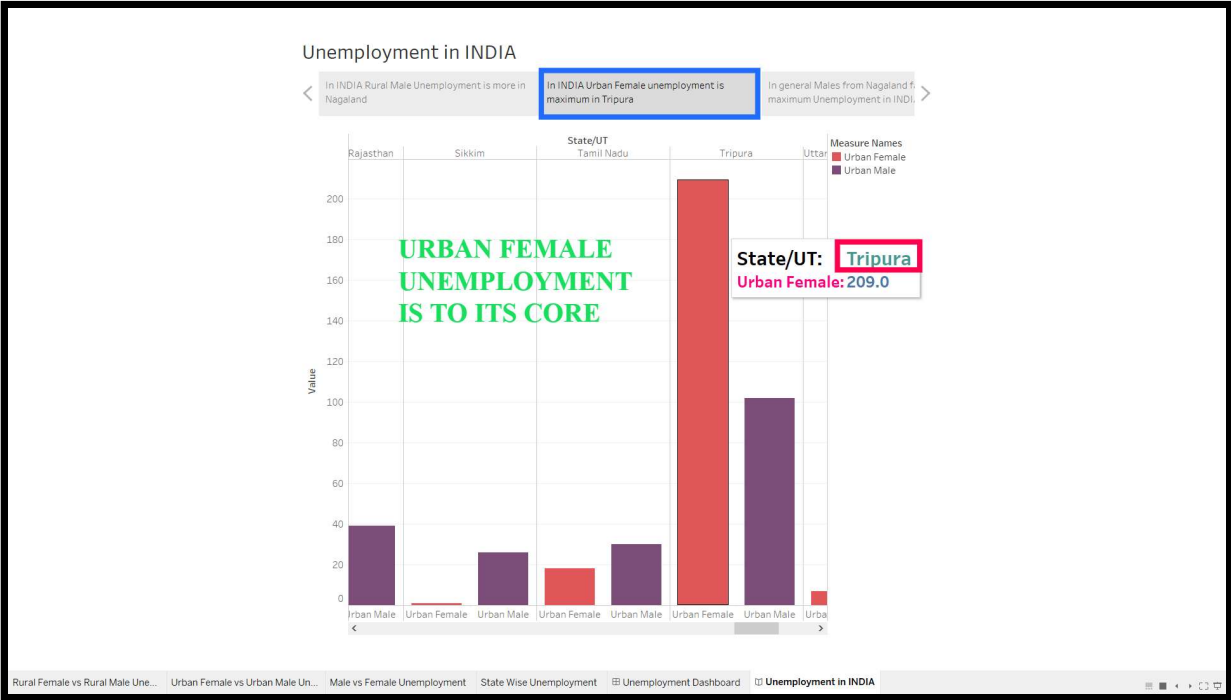 Unemployment in INDIA
In INDIA Rural Male Unemployment is more in
Nagaland
In INDIA Urban Female unemployment is
maximum in Tripura
In general Males from Nagaland f
maximum Unemployment in INDI
State/UT
Rajasthan Sikkim Tamil Nadu Tripura Uttar
Measure Names
Urban Female
Urban Male
200
180
160
140
120
100
80
60
40
20
0
Value
URBAN FEMALE
UNEMPLOYMENT
IS TO ITS CORE
State/UT: Tripura
Urban Female: 209.0
Urban Male Urban Female Urban Male Urban Female Urban Male Urban Female Urban Male Urba
Rural Female vs Rural Male Une... Urban Female vs Urban Male Un... Male vs Female Unemployment State Wise Unemployment Unemployment Dashboard Unemployment in INDIA